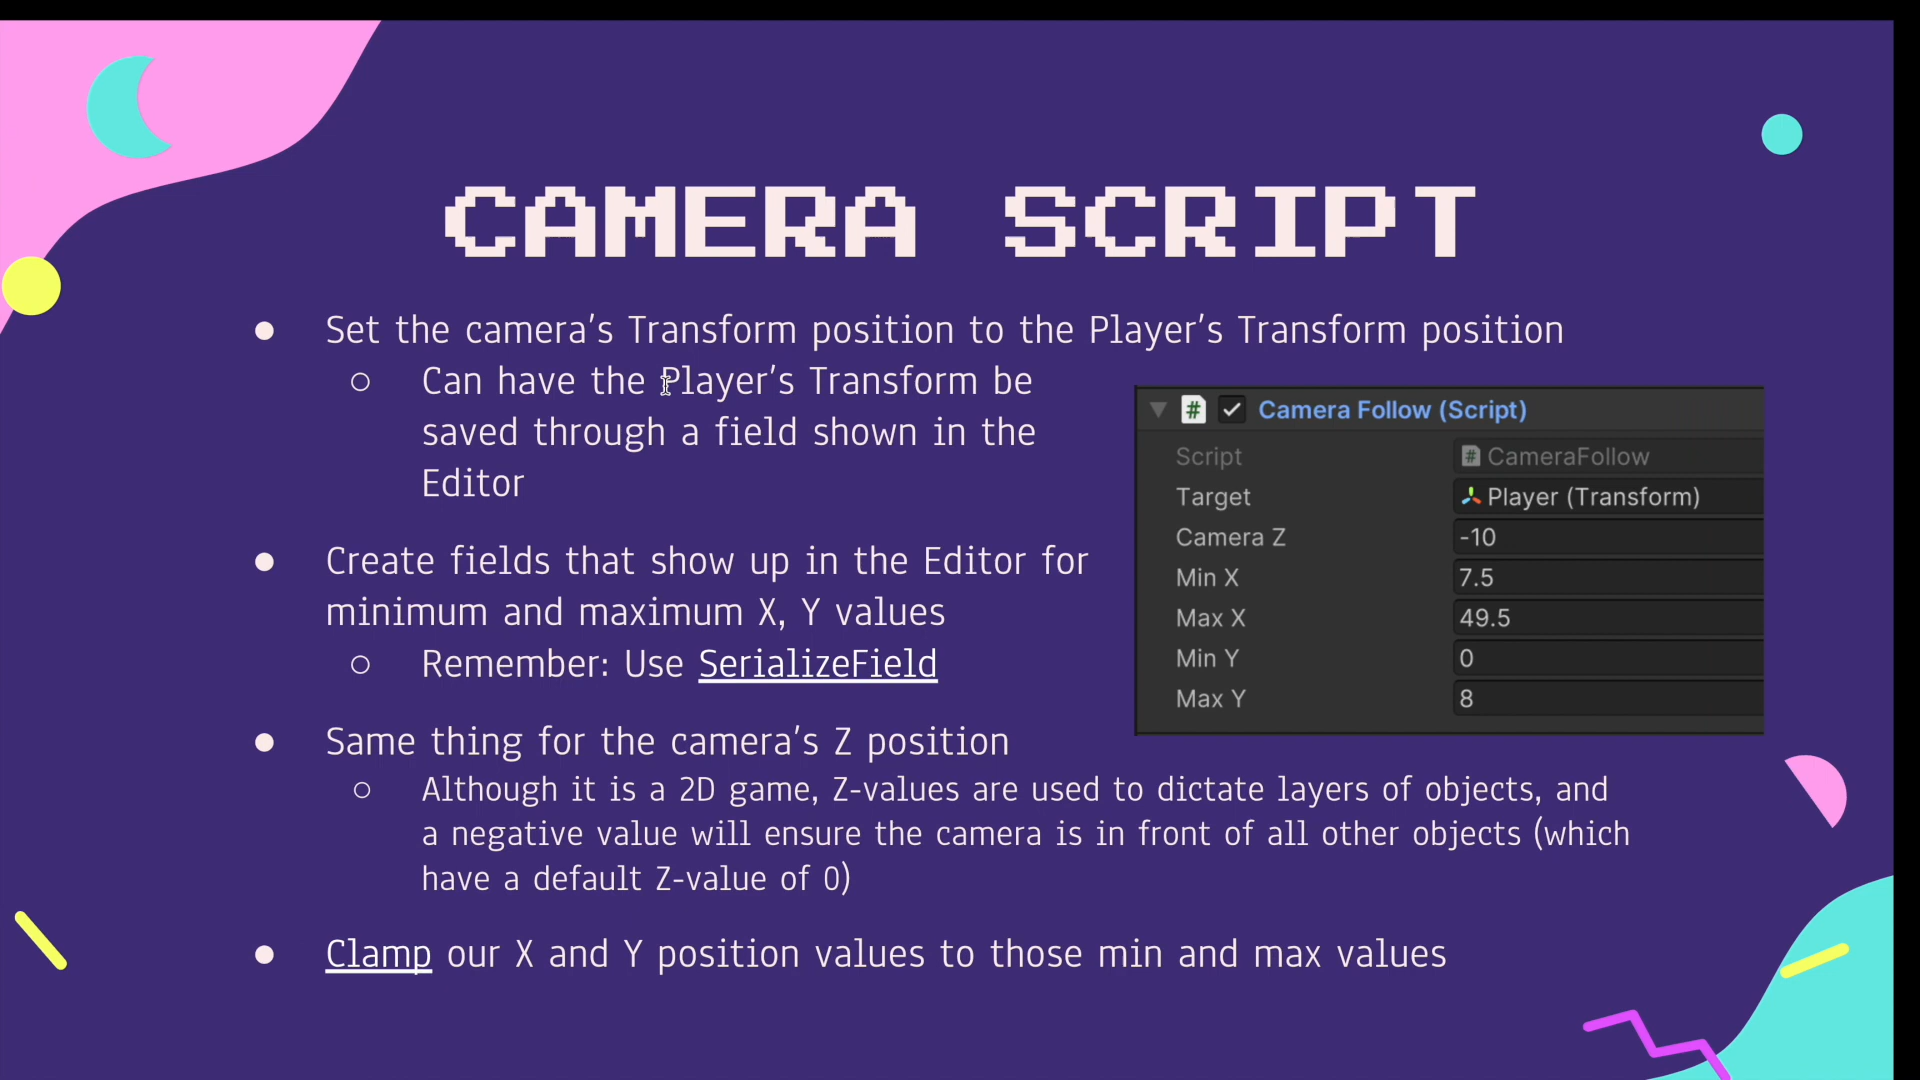 CAMERA SCRIPT
● Set the camera's Transform position to the Player's Transform position
○ Can have the Player's Transform be
saved through a field shown in the
Editor
● Create fields that show up in the Editor for
minimum and maximum X, Y values
○ Remember: Use SerializeField
● Same thing for the camera's Z position
○ Although it is a 2D game, Z-values are used to dictate layers of objects, and
a negative value will ensure the camera is in front of all other objects (which
have a default Z-value of 0)
● Clamp our X and Y position values to those min and max values
# Camera Follow (Script)
Script # CameraFollow
Target Player (Transform)
Camera Z -10
Min X 7.5
Max X 49.5
Min Y 0
Max Y 8